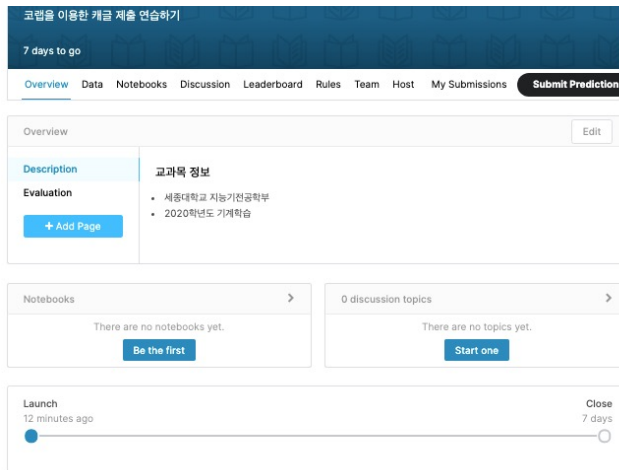 코랩을 이용한 캐글 제출 연습하기
7 days to go
Overview Data Notebooks Discussion Leaderboard Rules Team Host My Submissions Submit Prediction
Overview Edit
Description
교과목 정보
Evaluation
• 세종대학교 지능기전공학부
• 2020학년도 기계학습
+ Add Page
Notebooks >
0 discussion topics >
There are no notebooks yet.
There are no topics yet.
Be the first
Start one
Launch Close
12 minutes ago 7 days